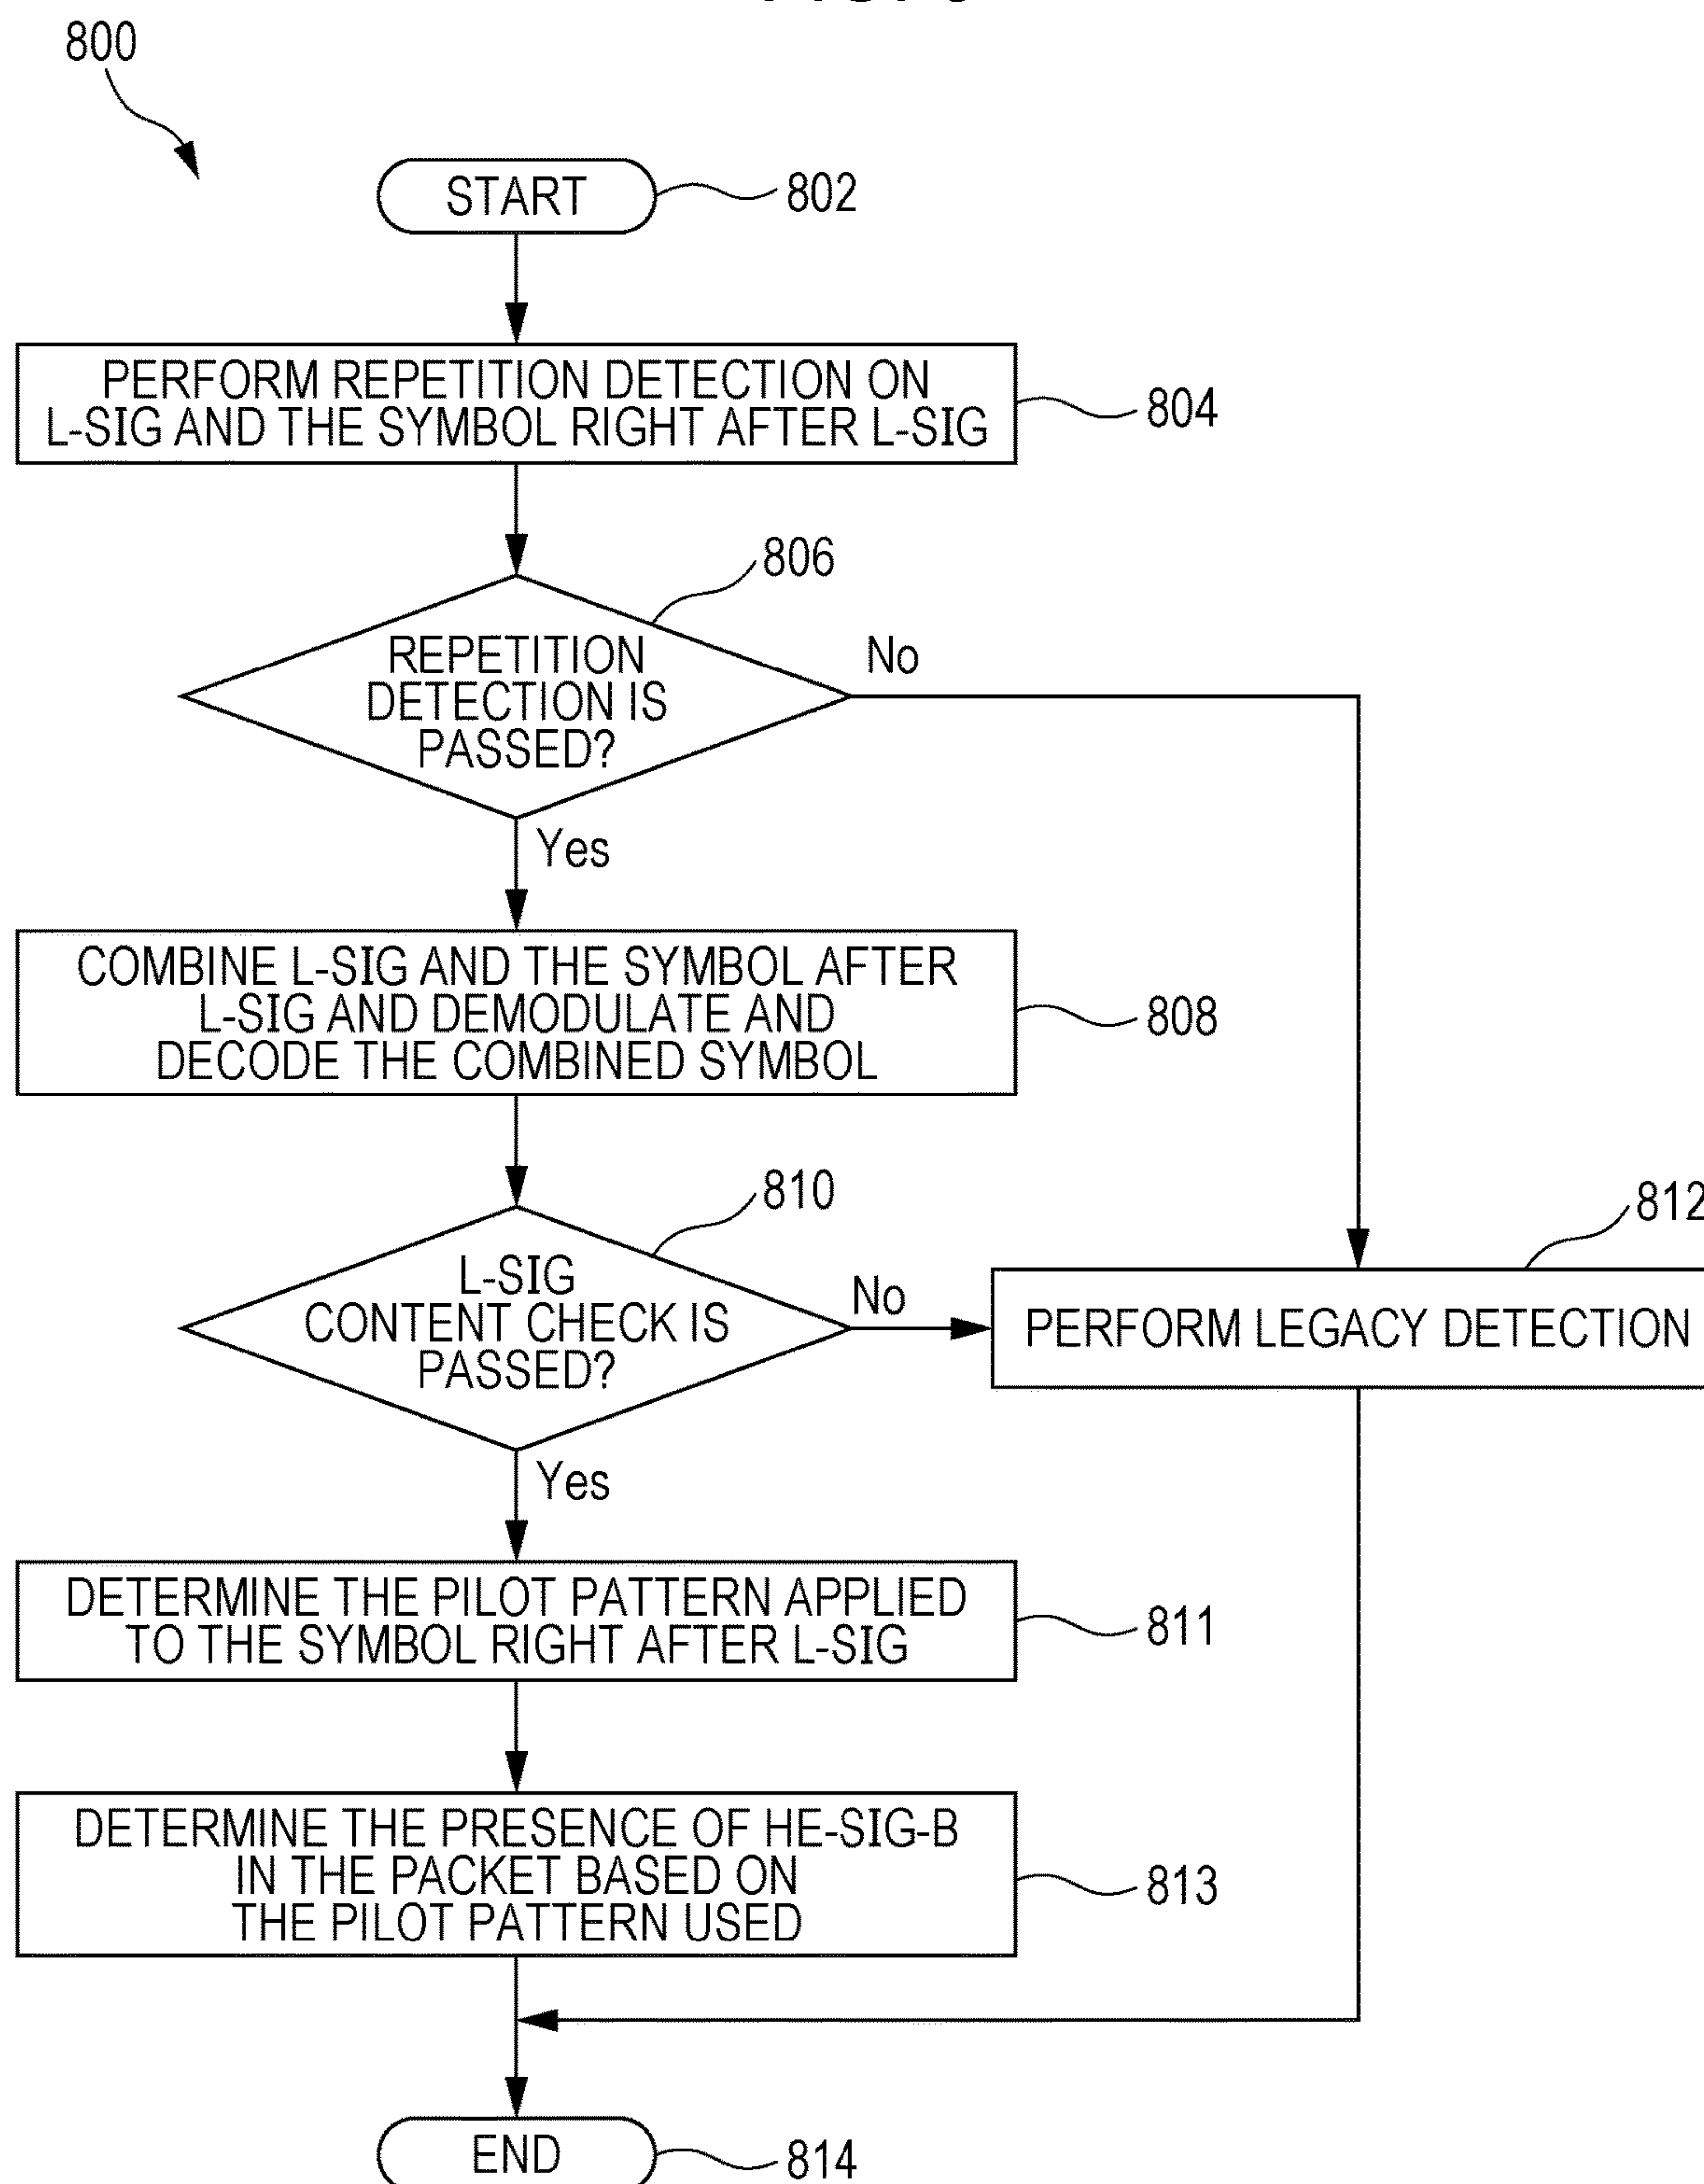 800
START
802
PERFORM REPETITION DETECTION ON
L-SIG AND THE SYMBOL RIGHT AFTER L-SIG
804
806
REPETITION
DETECTION IS
PASSED?
No
Yes
COMBINE L-SIG AND THE SYMBOL AFTER
L-SIG AND DEMODULATE AND
DECODE THE COMBINED SYMBOL
808
810
L-SIG
CONTENT CHECK IS
PASSED?
No
812
PERFORM LEGACY DETECTION
Yes
DETERMINE THE PILOT PATTERN APPLIED
TO THE SYMBOL RIGHT AFTER L-SIG
811
DETERMINE THE PRESENCE OF HE-SIG-B
IN THE PACKET BASED ON
THE PILOT PATTERN USED
813
END
814